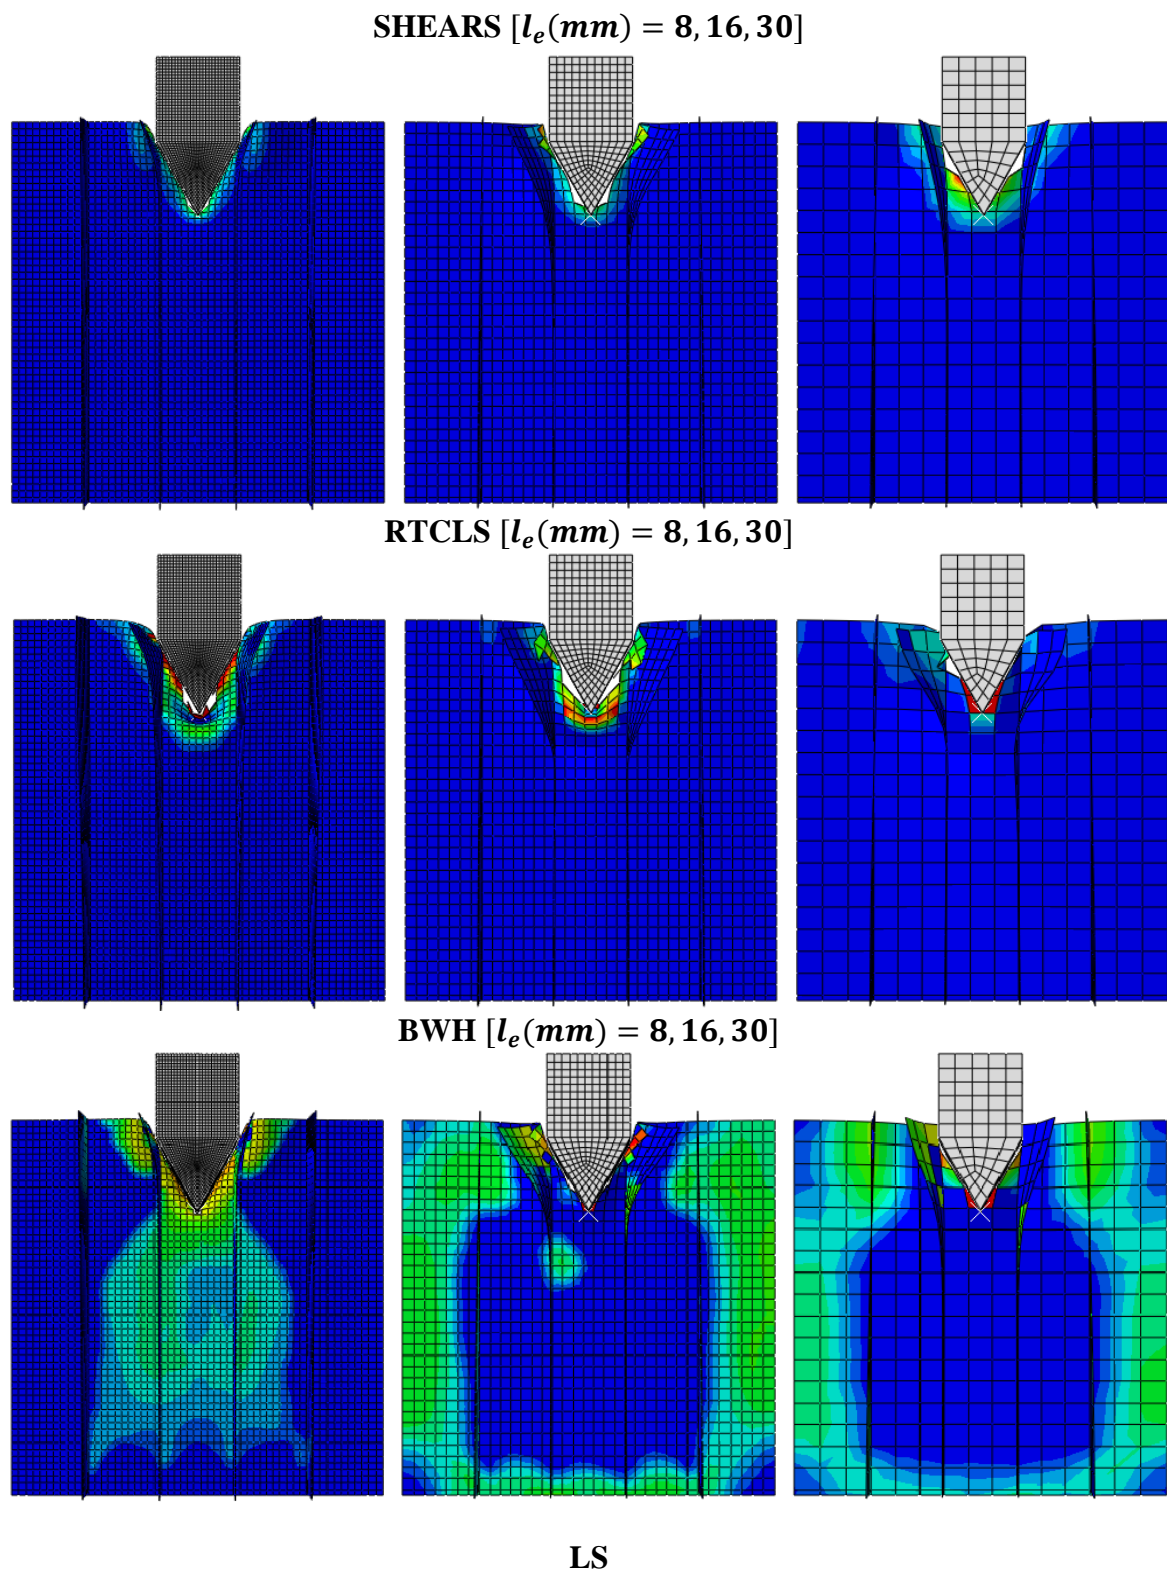 SHEARS [l_e(mm) = 8, 16, 30]
RTCLS [l_e(mm) = 8, 16, 30]
BWH [l_e(mm) = 8, 16, 30]
LS